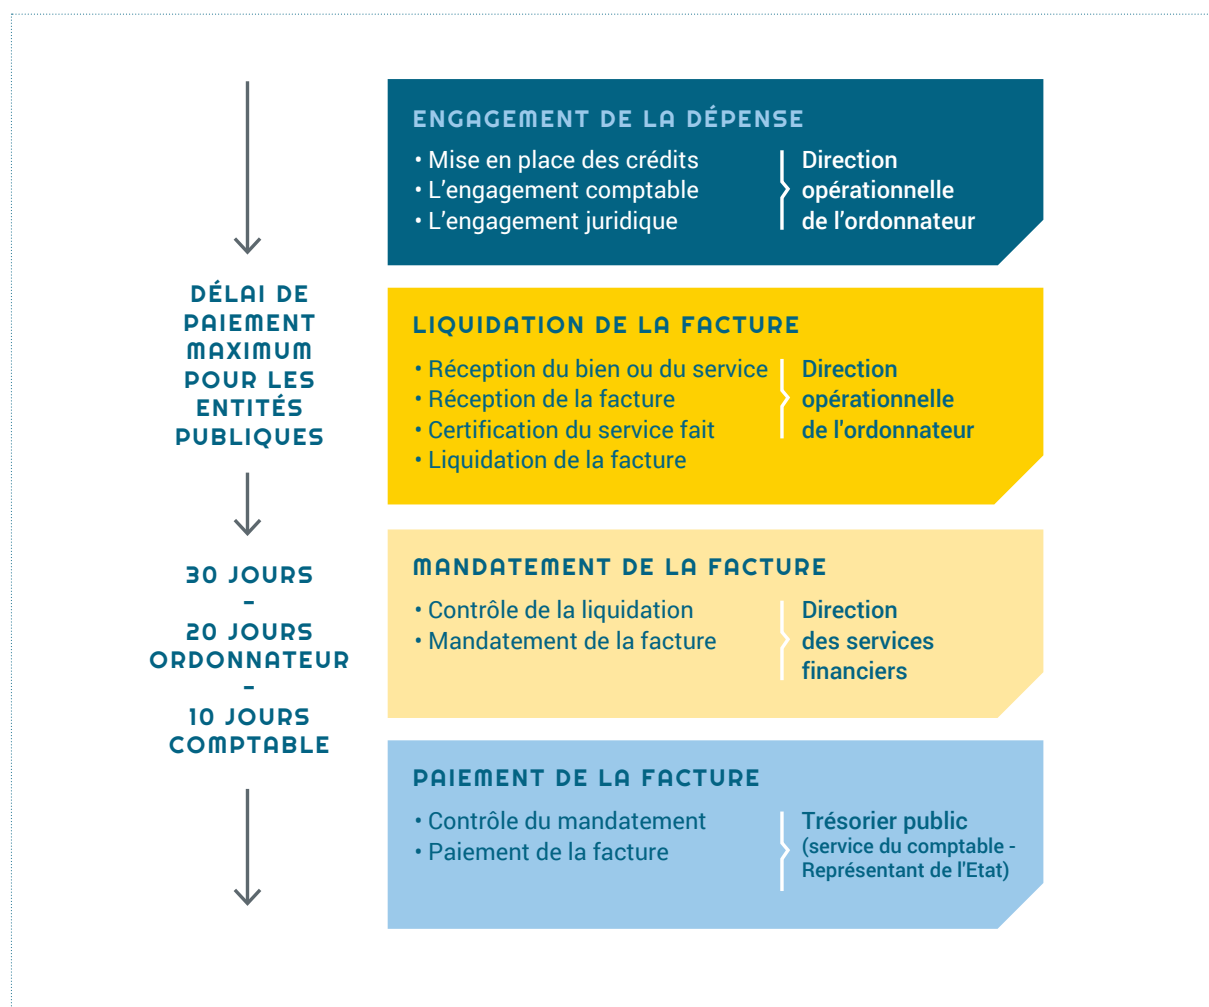 DÉLAI DE
PAIEMENT
MAXIMUM
POUR LES
ENTITÉS
PUBLIQUES
30 JOURS
-
20 JOURS
ORDONNATEUR
-
10 JOURS
COMPTABLE
ENGAGEMENT DE LA DÉPENSE
• Mise en place des crédits
• L’engagement comptable
• L’engagement juridique
Direction
opérationnelle
de l’ordonnateur
LIQUIDATION DE LA FACTURE
• Réception du bien ou du service
• Réception de la facture
• Certification du service fait
• Liquidation de la facture
Direction
opérationnelle
de l'ordonnateur
MANDATEMENT DE LA FACTURE
• Contrôle de la liquidation
• Mandatement de la facture
Direction
des services
financiers
PAIEMENT DE LA FACTURE
• Contrôle du mandatement
• Paiement de la facture
Trésorier public
(service du comptable -
Représentant de l'Etat)